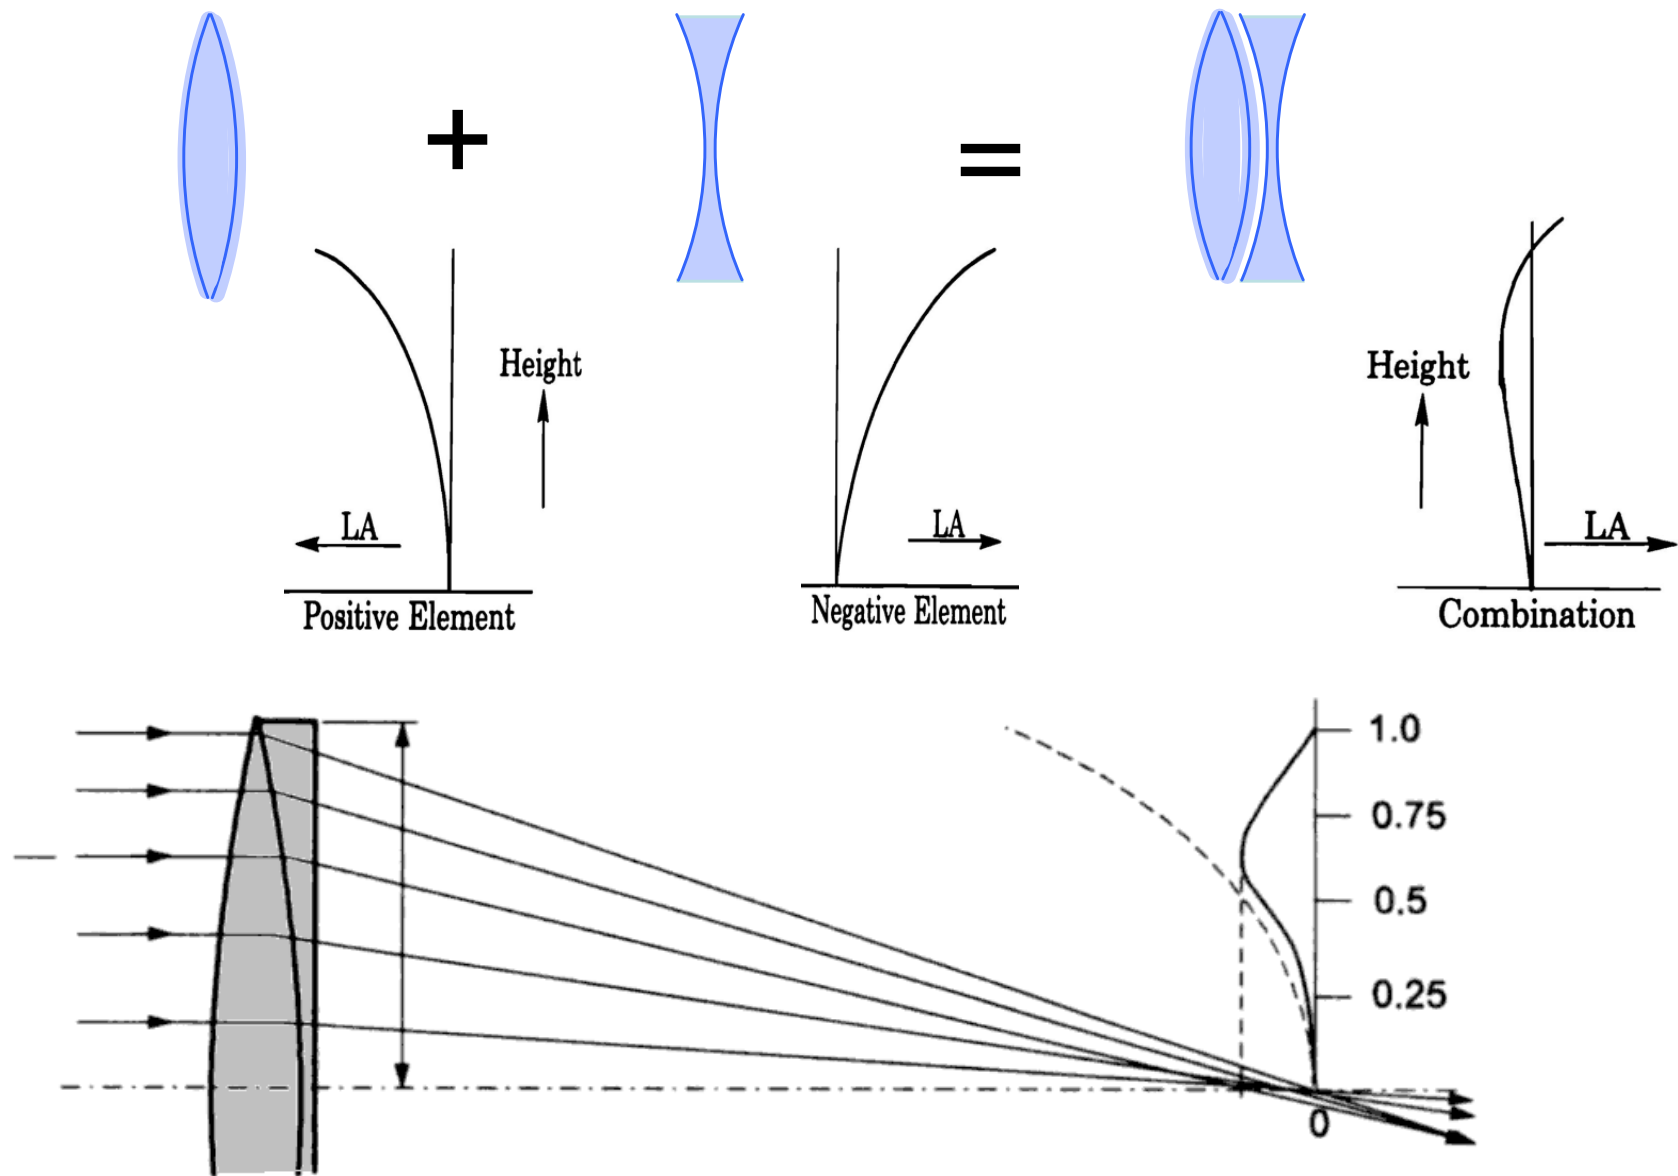 +
=
Height
LA
Positive Element
LA
Negative Element
Height
LA
Combination
1.0
0.75
0.5
0.25
0